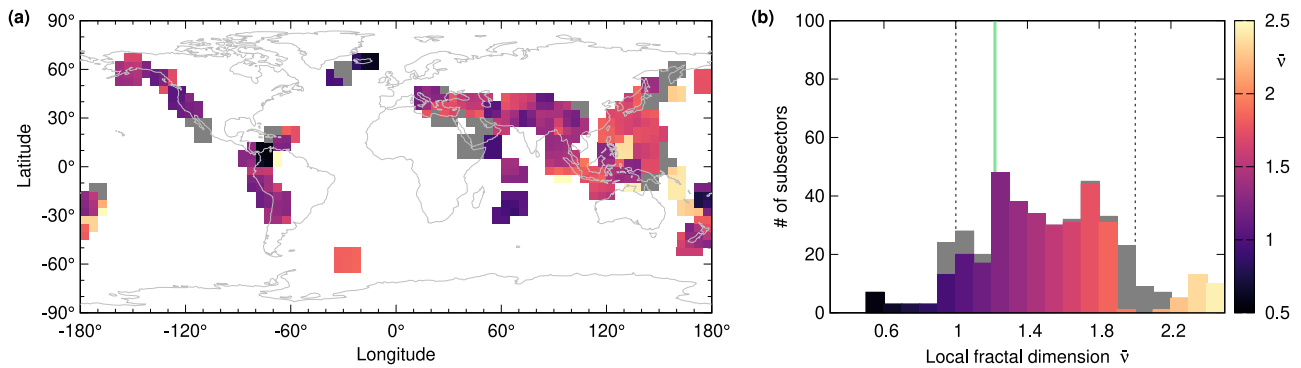 (a)
90°
60°
30°
0°
-30°
-60°
-90°
Latitude
-180° -120° -60° 0° 60° 120° 180°
Longitude
(b)
100
80
60
40
20
0
# of subsectors
0.6 1 1.4 1.8 2.2
Local fractal dimension ν̄
2.5
ν̄
2
1.5
1
0.5